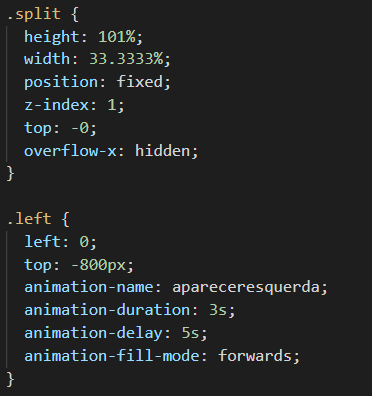 .split {
  height: 101%;
  width: 33.3333%;
  position: fixed;
  z-index: 1;
  top: -0;
  overflow-x: hidden;
}

.left {
  left: 0;
  top: -800px;
  animation-name: apareceresquerda;
  animation-duration: 3s;
  animation-delay: 5s;
  animation-fill-mode: forwards;
}